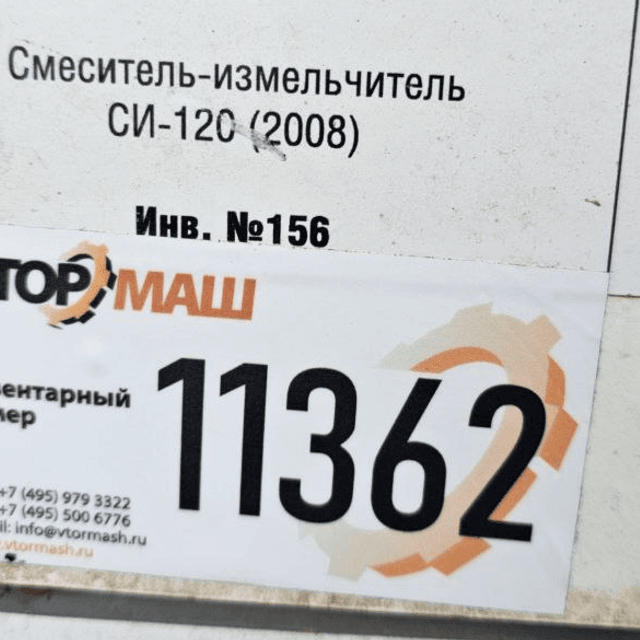 Смеситель-измельчитель
СИ-120 (2008)
Инв. №156
ТОРМАШ
вентарный
мер
11362
+7 (495) 979 3322
+7 (495) 500 6776
il: info@vtormash.ru
.vtormash.ru